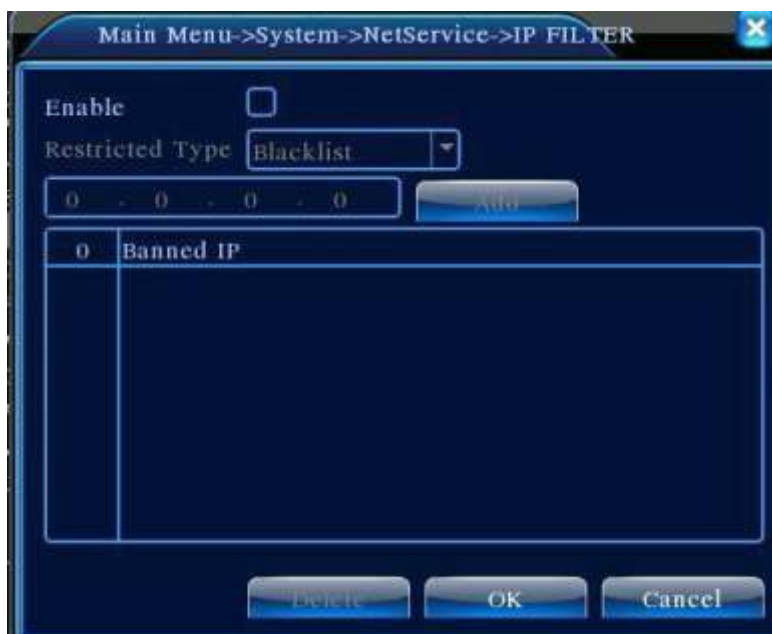 Main Menu->System->NetService->IP FILTER
Enable
Restricted Type Blacklist
0 . 0 . 0 . 0 Add
0 Banned IP
Delete OK Cancel